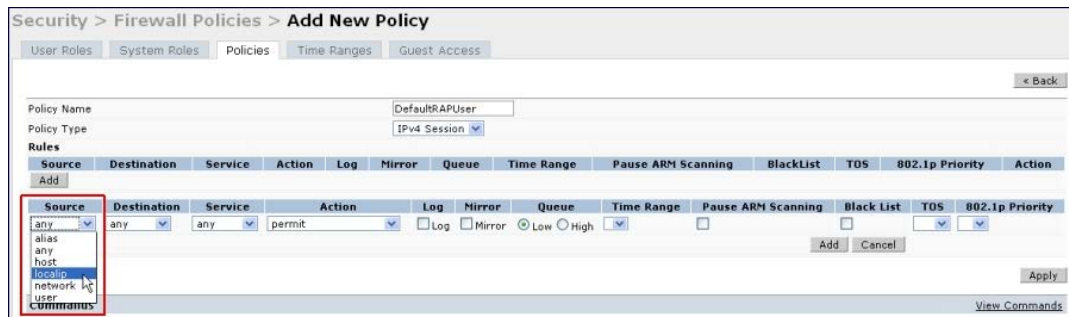 Security > Firewall Policies > Add New Policy
User Roles System Roles Policies Time Ranges Guest Access
« Back
Policy Name DefaultRAPUser
Policy Type IPv4 Session
Rules
Source Destination Service Action Log Mirror Queue Time Range Pause ARM Scanning BlackList TOS 802.1p Priority Action
Add
Source Destination Service Action Log Mirror Queue Time Range Pause ARM Scanning Black List TOS 802.1p Priority
any any any permit Log Mirror Low High
alias
any
host
localip
network
user
Add Cancel
Apply
Commands View Commands